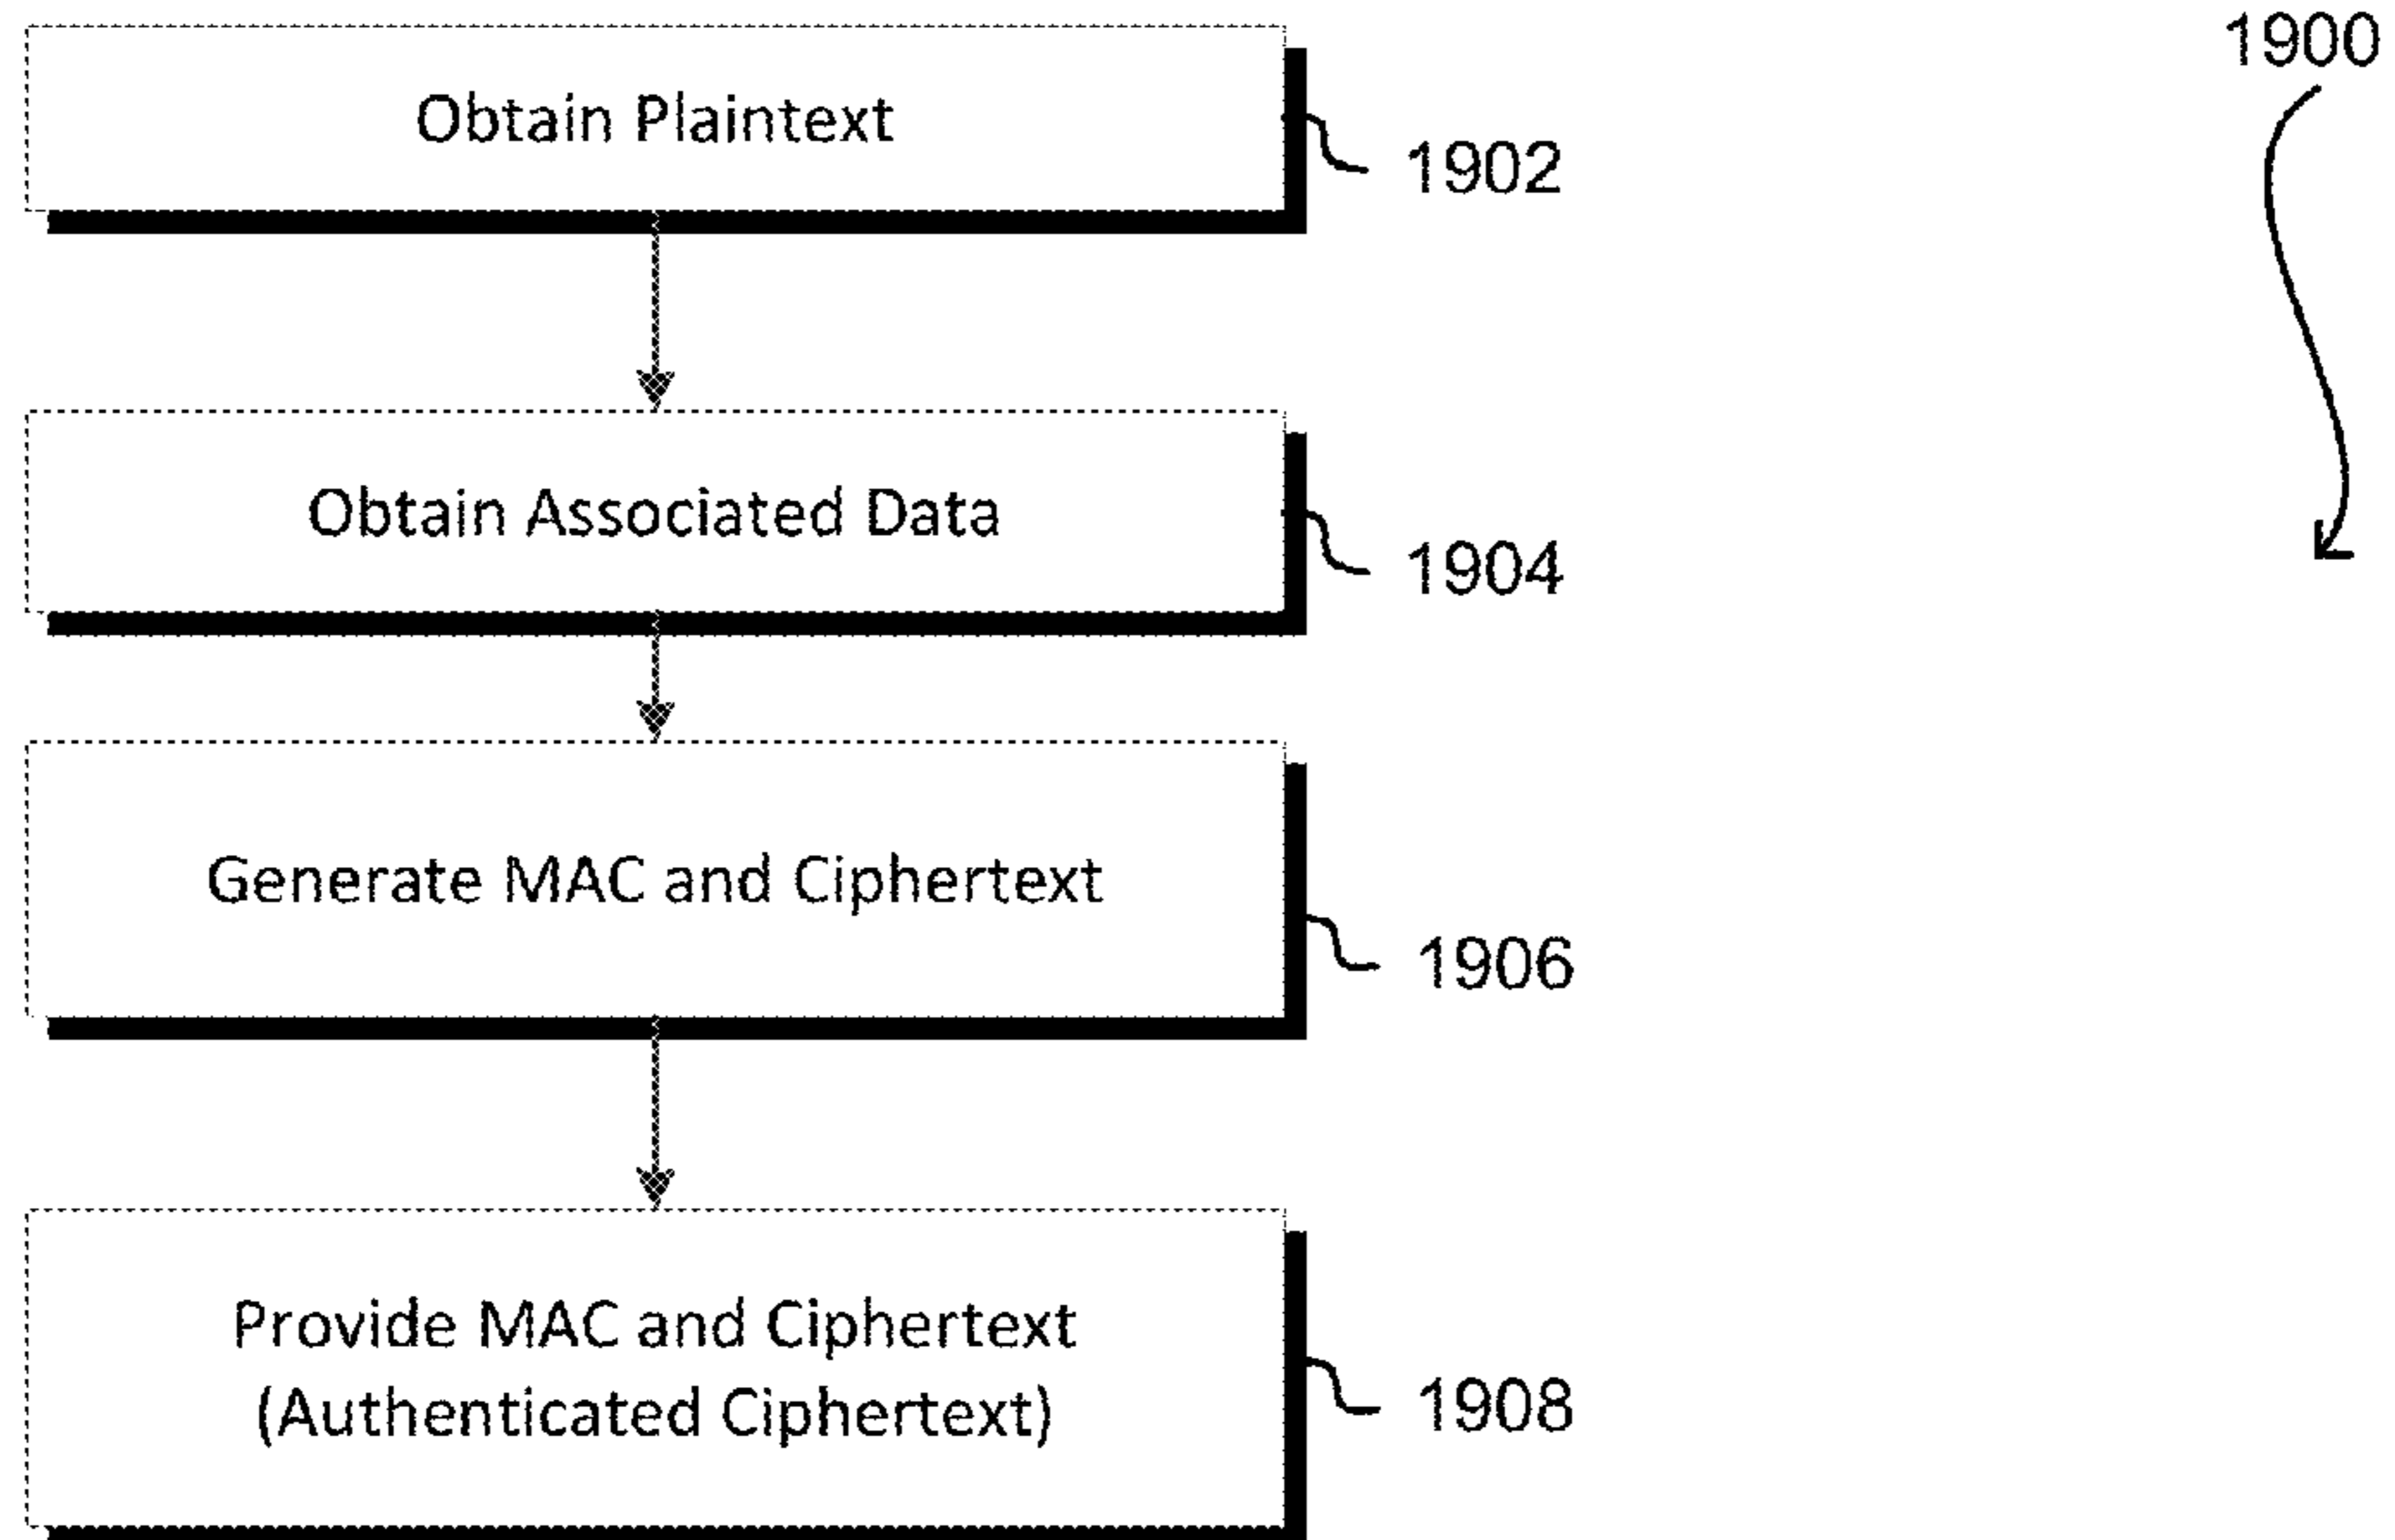 1900
Obtain Plaintext
1902
Obtain Associated Data
1904
Generate MAC and Ciphertext
1906
Provide MAC and Ciphertext
(Authenticated Ciphertext)
1908